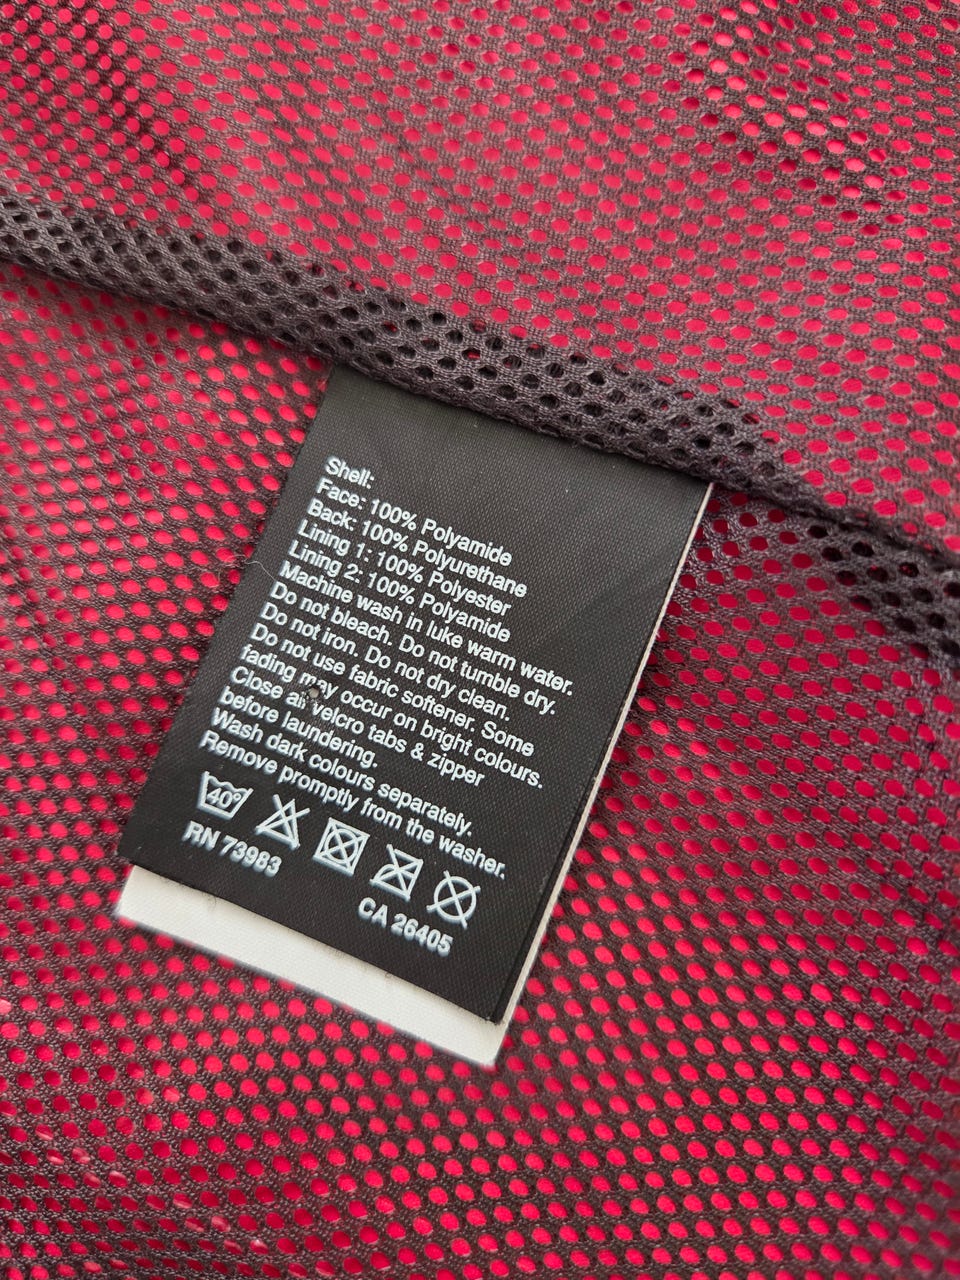 Shell:
Face: 100% Polyamide
Back: 100% Polyurethane
Lining 1: 100% Polyester
Lining 2: 100% Polyamide
Machine wash in luke warm water.
Do not bleach. Do not tumble dry.
Do not iron. Do not dry clean.
Do not use fabric softener. Some
fading may occur on bright colours.
Close all velcro tabs & zipper
before laundering.
Wash dark colours separately.
Remove promptly from the washer.
40°
RN 73983
CA 26405